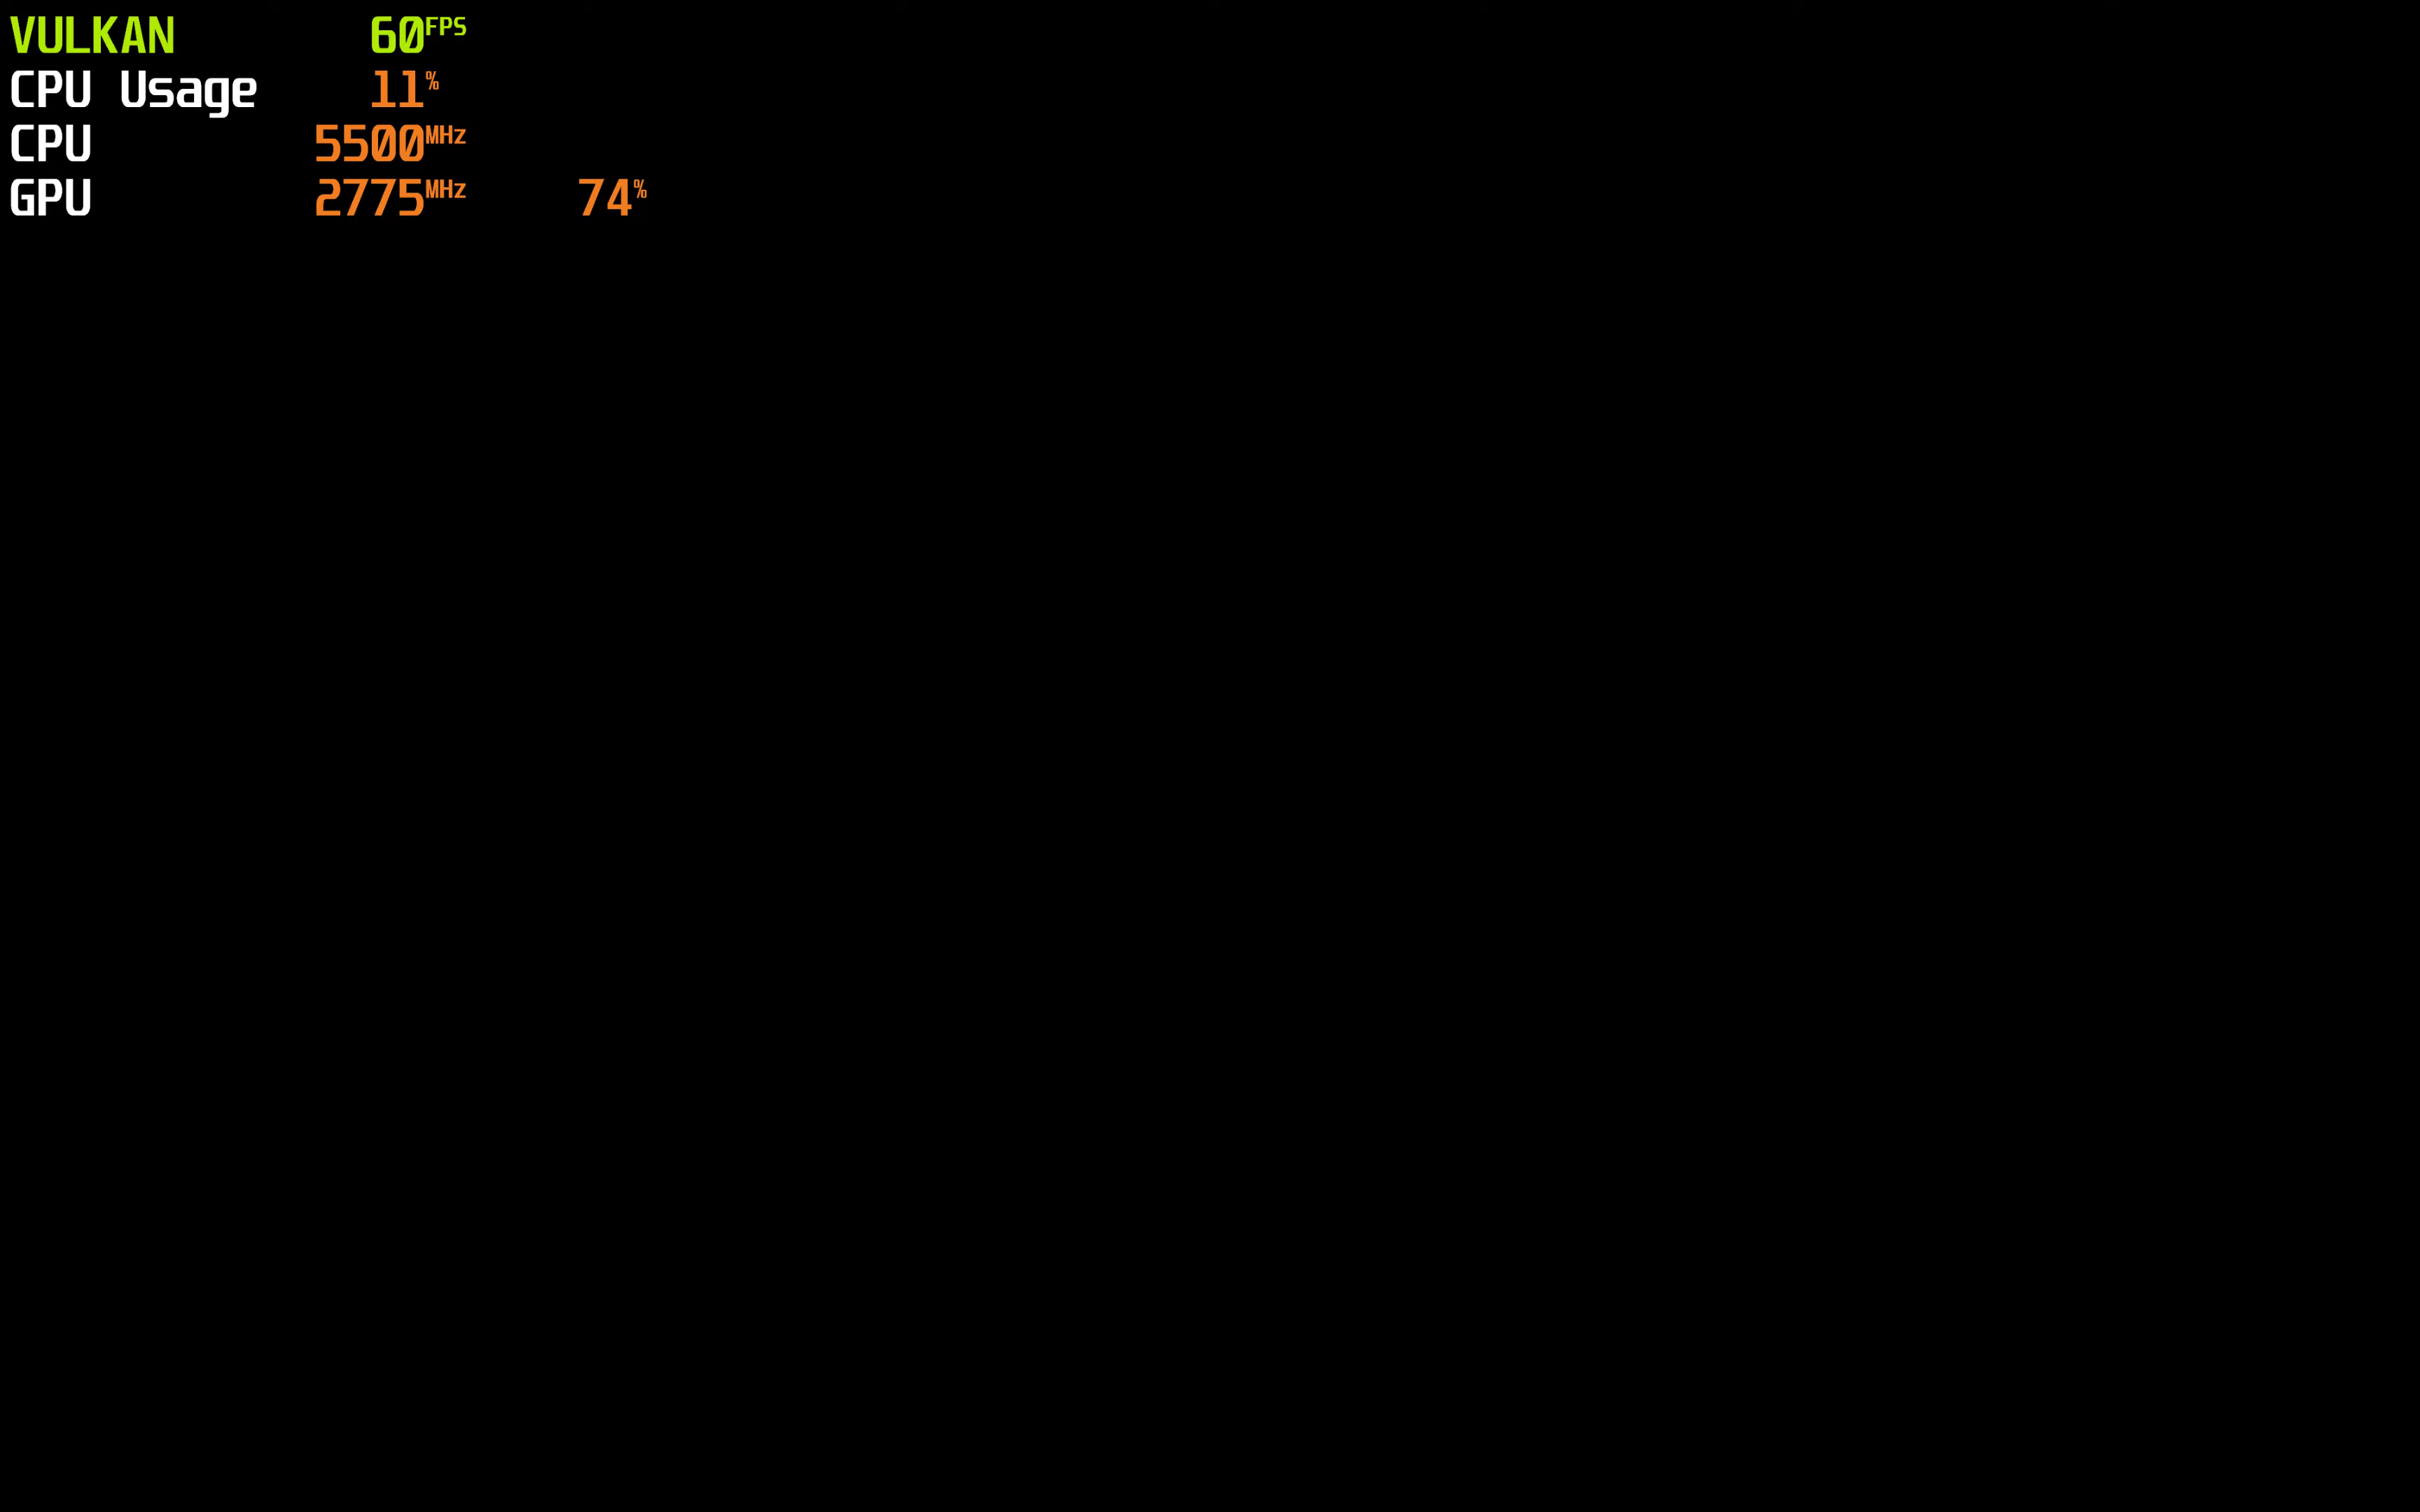 VULKAN 60FPS
CPU Usage 11%
CPU 5500MHz
GPU 2775MHz 74%